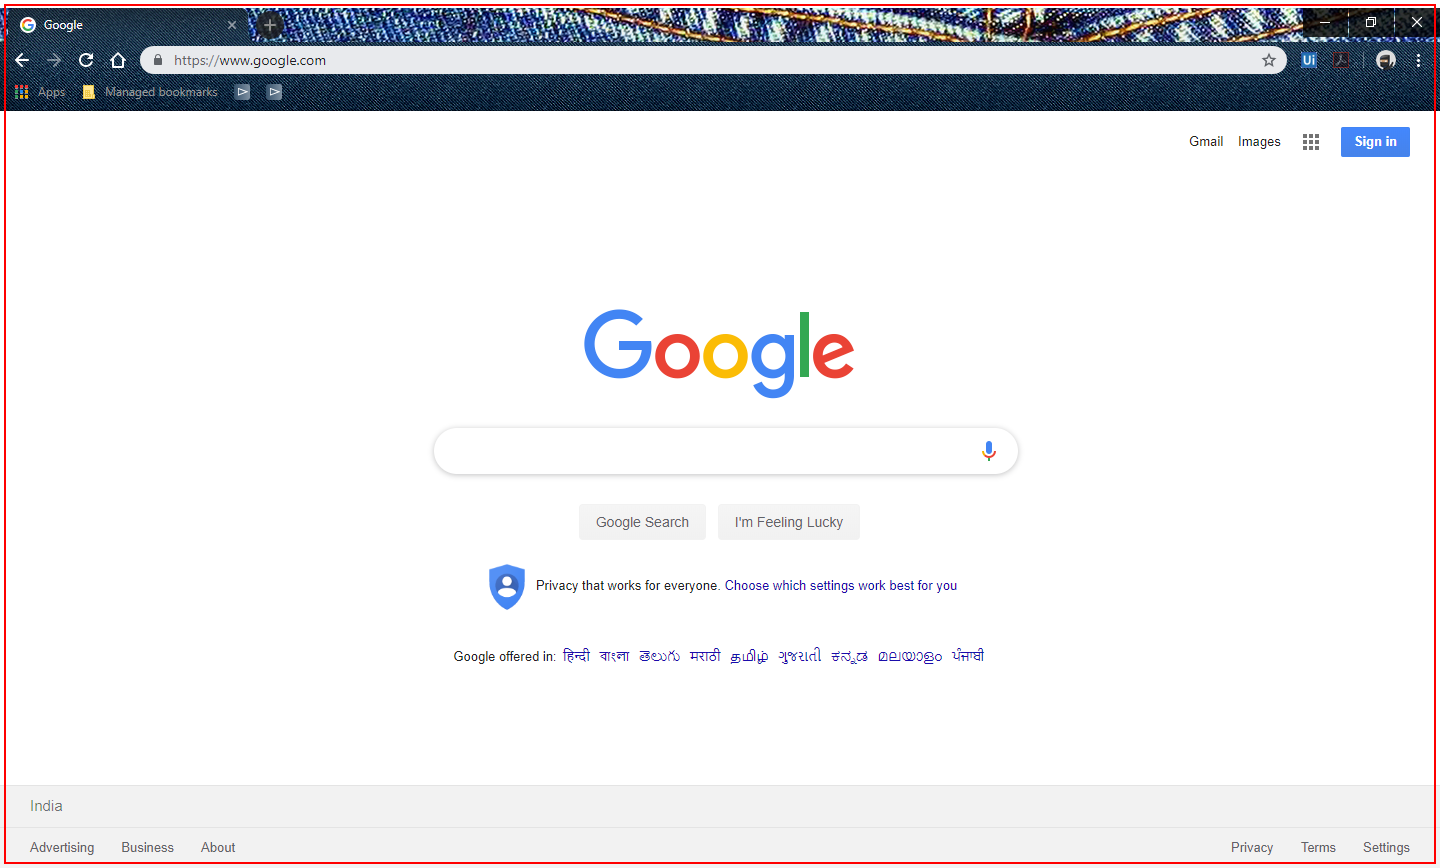 Google
https://www.google.com
Ui
Apps Managed bookmarks
Gmail Images Sign in
Google
Google Search I'm Feeling Lucky
Privacy that works for everyone. Choose which settings work best for you
Google offered in: हिन्दी বাংলা తెలుగు मराठी தமிழ் ગુજરાતી ಕನ್ನಡ മലയാളം ਪੰਜਾਬੀ
India
Advertising Business About Privacy Terms Settings